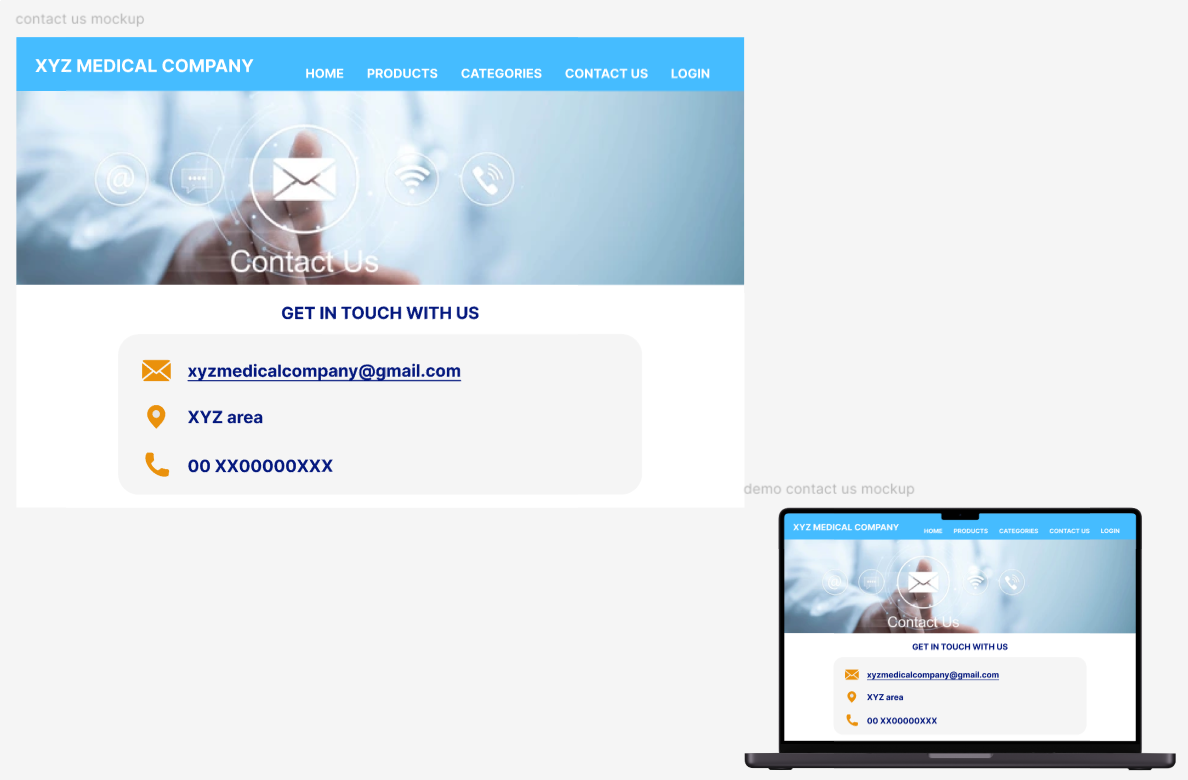 contact us mockup
XYZ MEDICAL COMPANY
HOME PRODUCTS CATEGORIES CONTACT US LOGIN
@
Contact Us
GET IN TOUCH WITH US
xyzmedicalcompany@gmail.com
XYZ area
00 XX00000XXX
demo contact us mockup
XYZ MEDICAL COMPANY
HOME PRODUCTS CATEGORIES CONTACT US LOGIN
@
Contact Us
GET IN TOUCH WITH US
xyzmedicalcompany@gmail.com
XYZ area
00 XX00000XXX